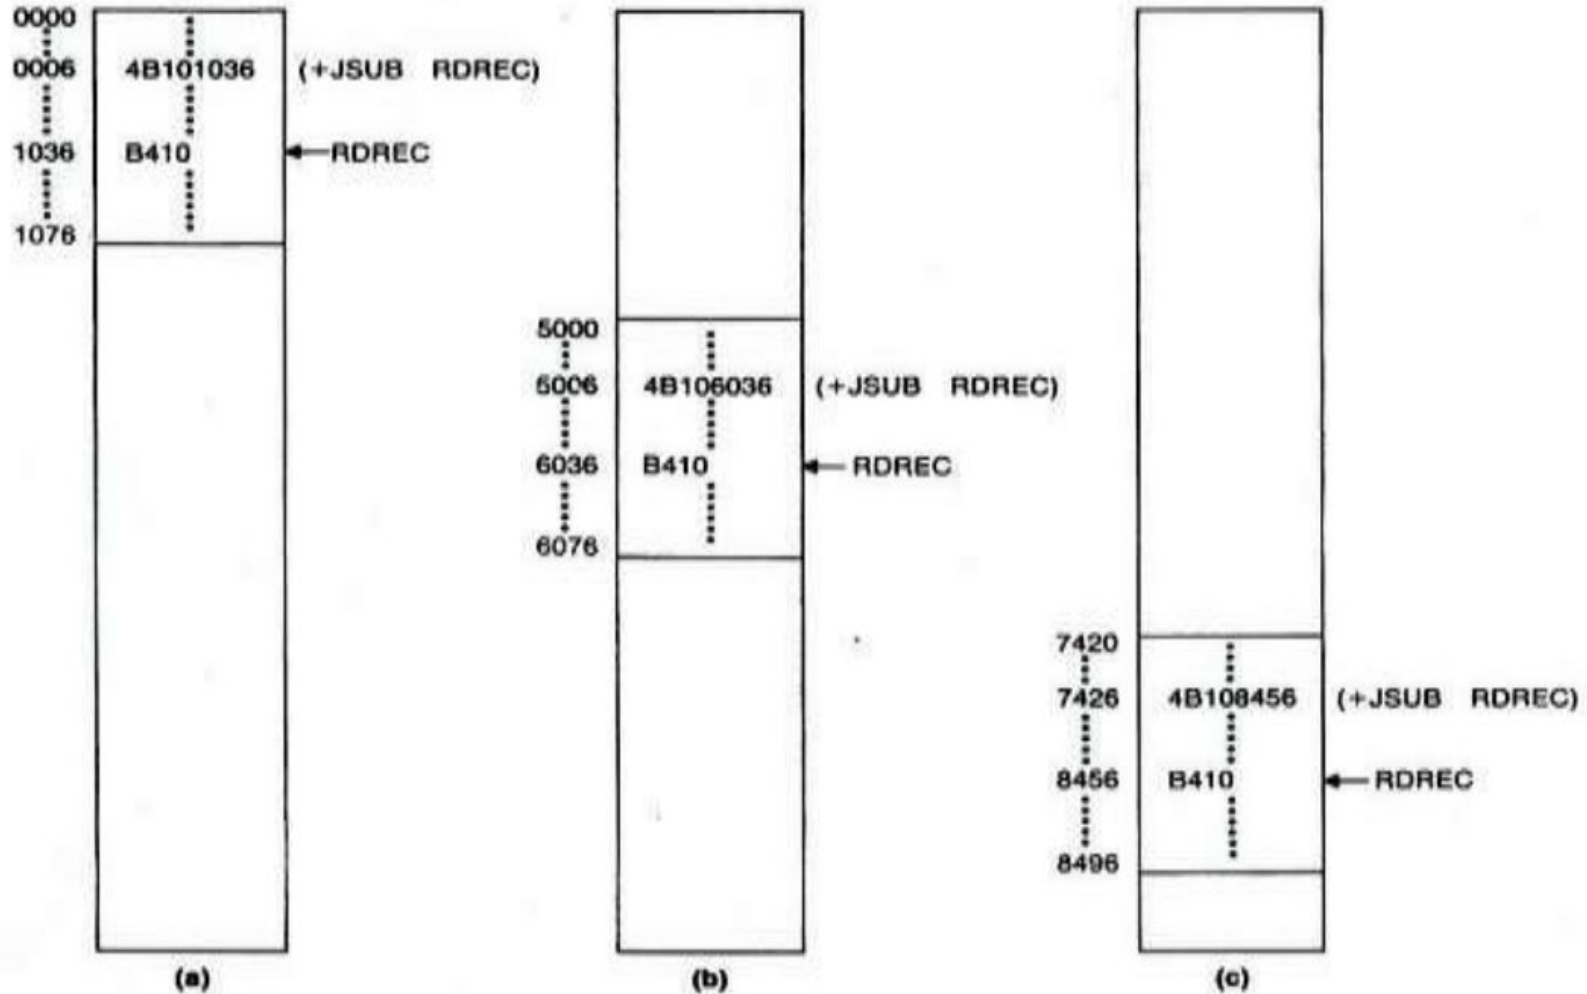 0000
0006 4B101036 (+JSUB RDREC)
1036 B410 RDREC
1076
5000
5006 4B106036 (+JSUB RDREC)
6036 B410 RDREC
6076
7420
7426 4B108456 (+JSUB RDREC)
8456 B410 RDREC
8496
(a) (b) (c)